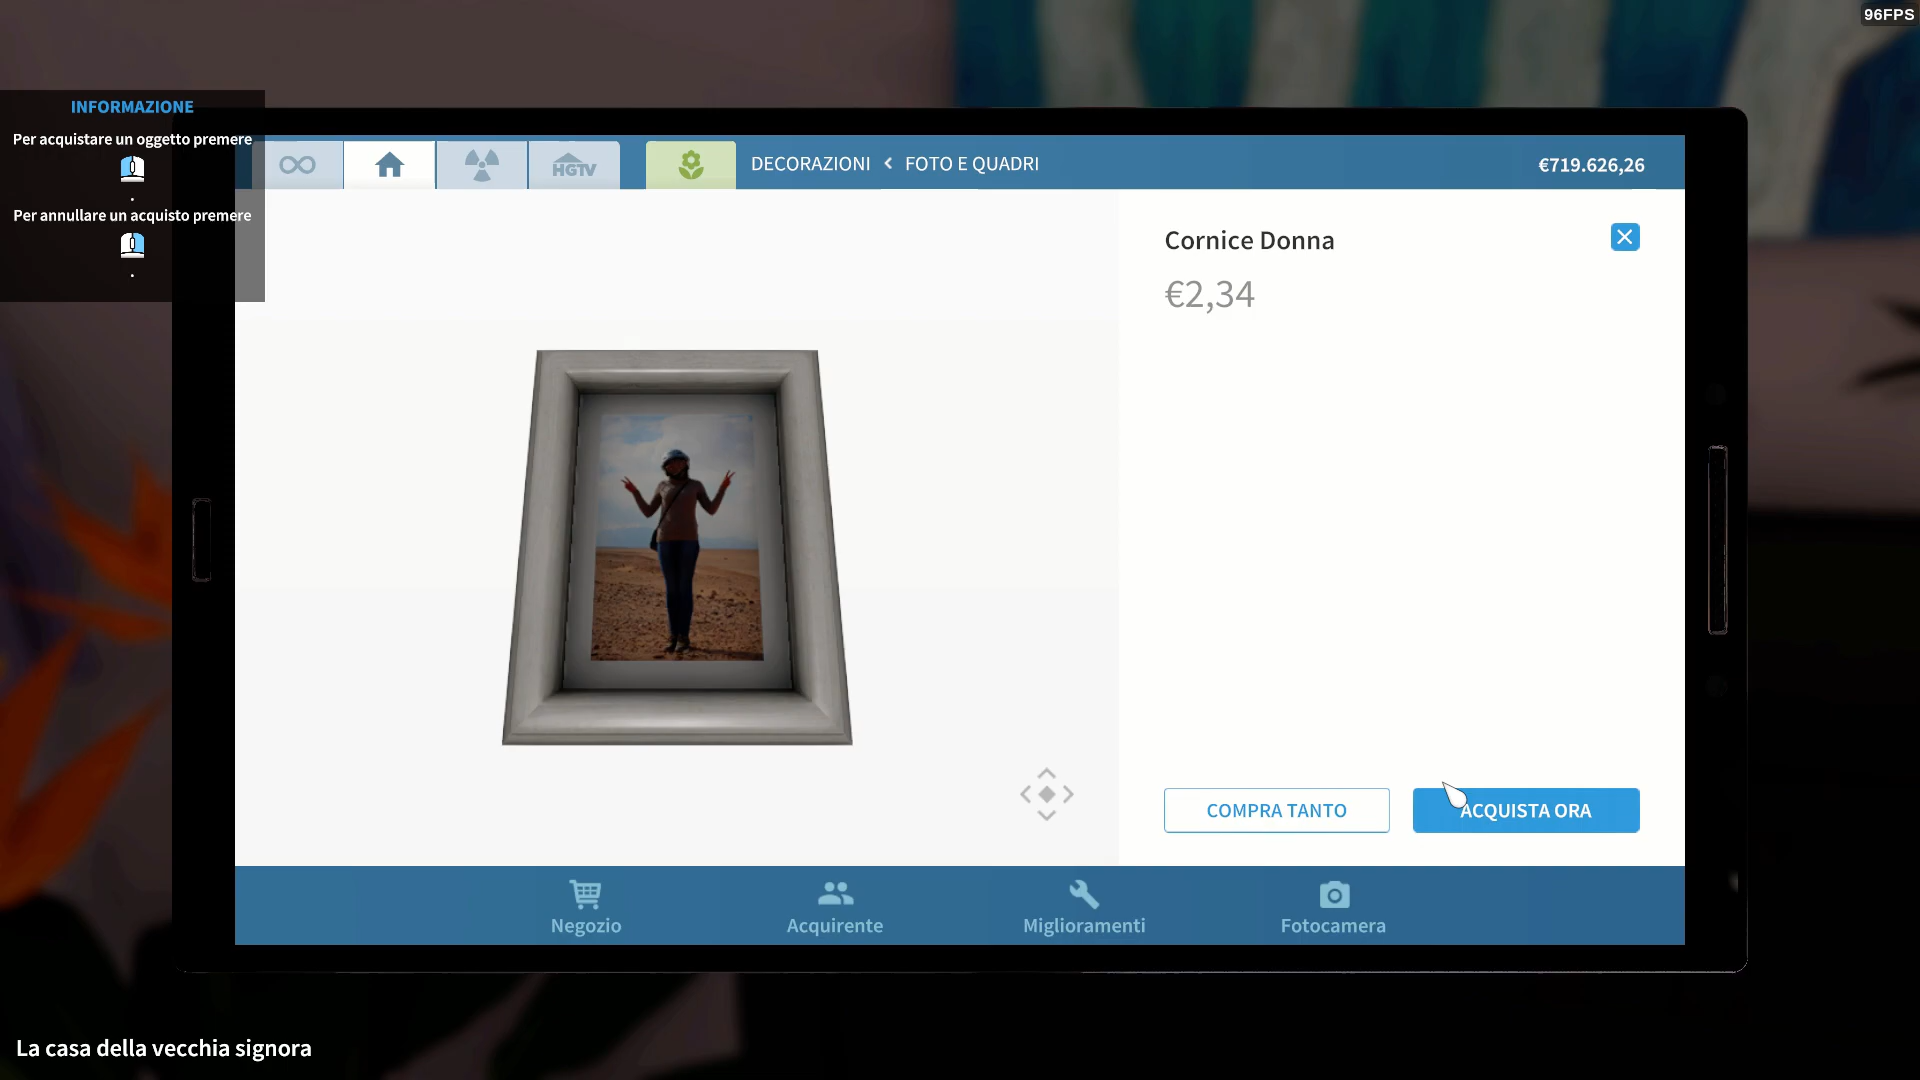 96FPS
INFORMAZIONE
Per acquistare un oggetto premere
.
Per annullare un acquisto premere
.
HGTV
DECORAZIONI < FOTO E QUADRI
€719.626,26
Cornice Donna
€2,34
COMPRA TANTO
ACQUISTA ORA
Negozio
Acquirente
Miglioramenti
Fotocamera
La casa della vecchia signora